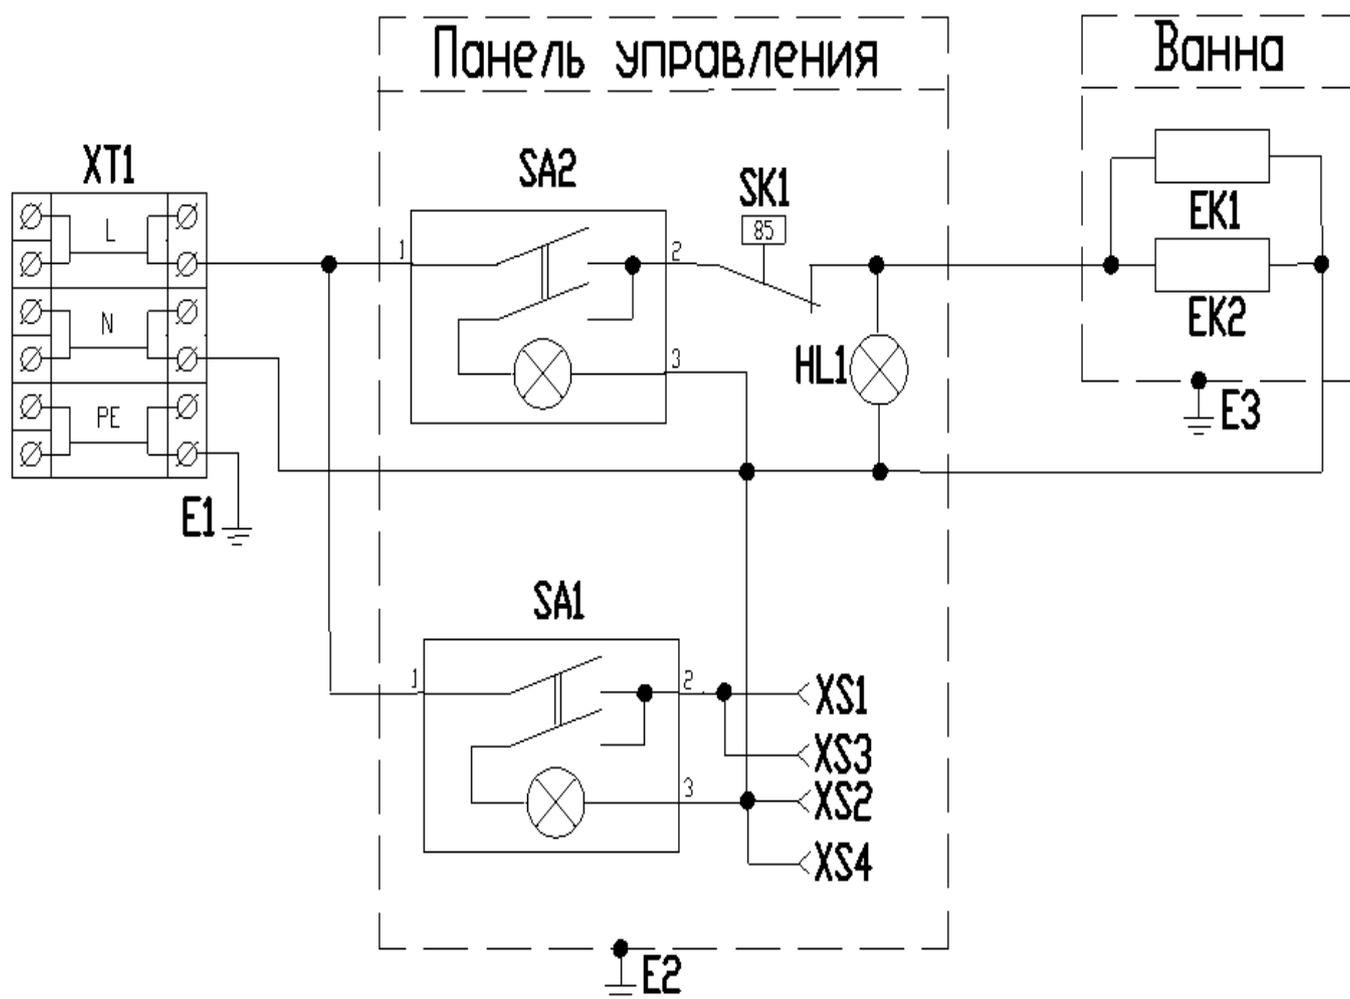 Панель управления
Ванна
XT1
SA2
SK1
85
L
1
2
EK1
N
EK2
3
HL1
PE
E3
E1
SA1
1
2
XS1
XS3
3
XS2
XS4
E2